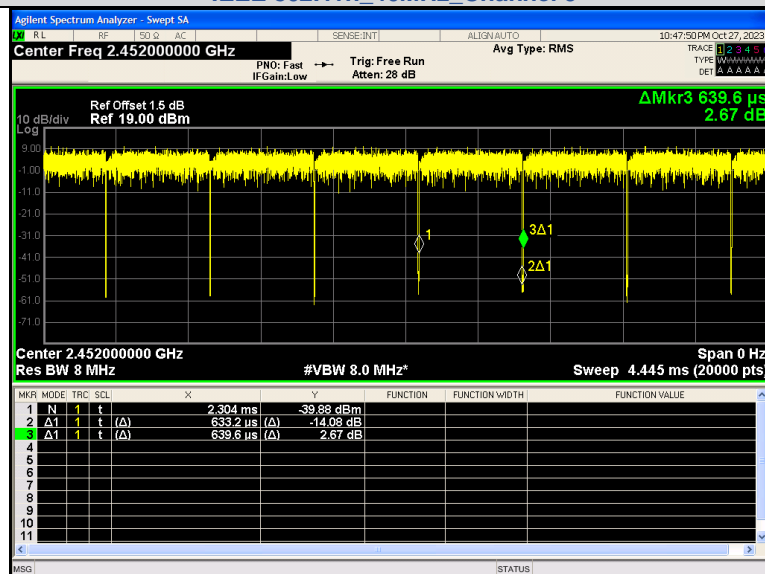 Agilent Spectrum Analyzer - Swept SA
LXI RL RF 50 Ω AC SENSE:INT ALIGN AUTO 10:47:50 PM Oct 27, 2023
Center Freq 2.452000000 GHz Avg Type: RMS TRACE 1 2 3 4 5
PNO: Fast Trig: Free Run TYPE W
IFGain:Low Atten: 28 dB DET A A A A A
ΔMkr3 639.6 µs
2.67 dB
Ref Offset 1.5 dB
10 dB/div Ref 19.00 dBm
Log
9.00
-1.00
-11.0
-21.0
-31.0
-41.0
-51.0
-61.0
-71.0
1
3Δ1
2Δ1
Center 2.452000000 GHz Span 0 Hz
Res BW 8 MHz #VBW 8.0 MHz* Sweep 4.445 ms (20000 pts)
MKR MODE TRC SCL X Y FUNCTION FUNCTION WIDTH FUNCTION VALUE
1 N 1 t 2.304 ms -39.88 dBm
2 Δ1 1 t (Δ) 633.2 µs (Δ) -14.08 dB
3 Δ1 1 t (Δ) 639.6 µs (Δ) 2.67 dB
4
5
6
7
8
9
10
11
MSG STATUS